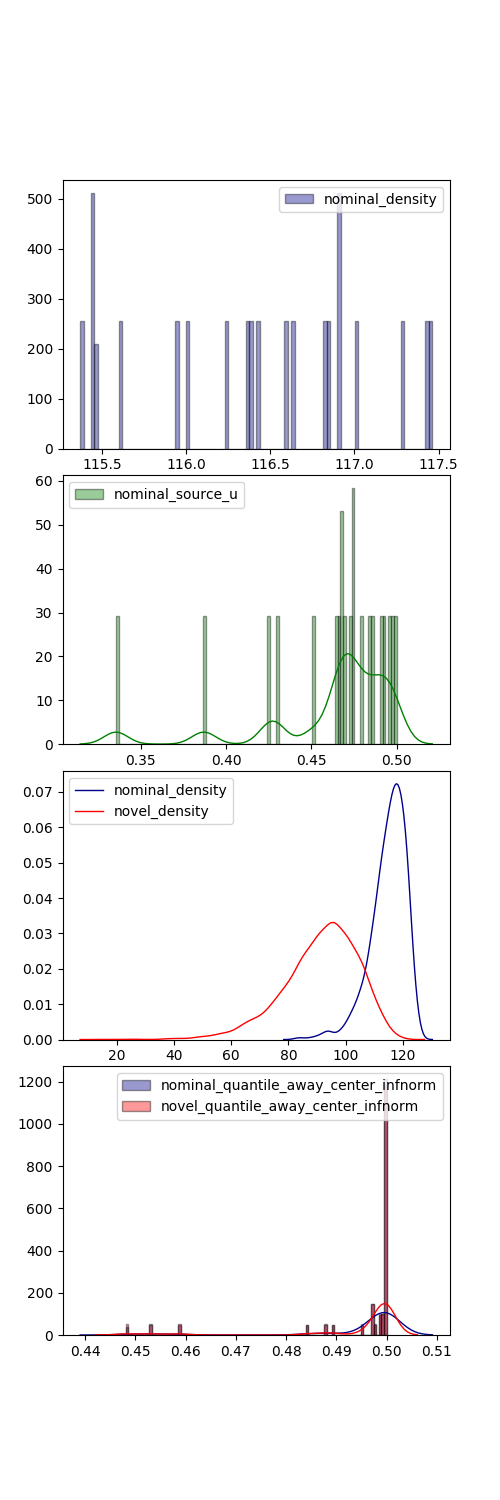 500
400
300
200
100
0
nominal_density
115.5 116.0 116.5 117.0 117.5
60
50
40
30
20
10
0
nominal_source_u
0.35 0.40 0.45 0.50
0.07
0.06
0.05
0.04
0.03
0.02
0.01
0.00
nominal_density
novel_density
20 40 60 80 100 120
1200
1000
800
600
400
200
0
nominal_quantile_away_center_infnorm
novel_quantile_away_center_infnorm
0.44 0.45 0.46 0.47 0.48 0.49 0.50 0.51